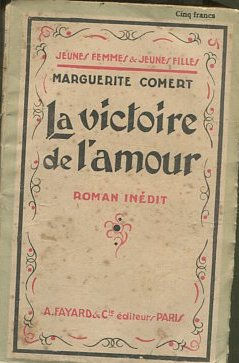 Cinq francs
JEUNES FEMMES & JEUNES FILLES
MARGUERITE COMERT
La victoire
de l'amour
ROMAN INÉDIT
A. FAYARD & Cie éditeurs-PARIS